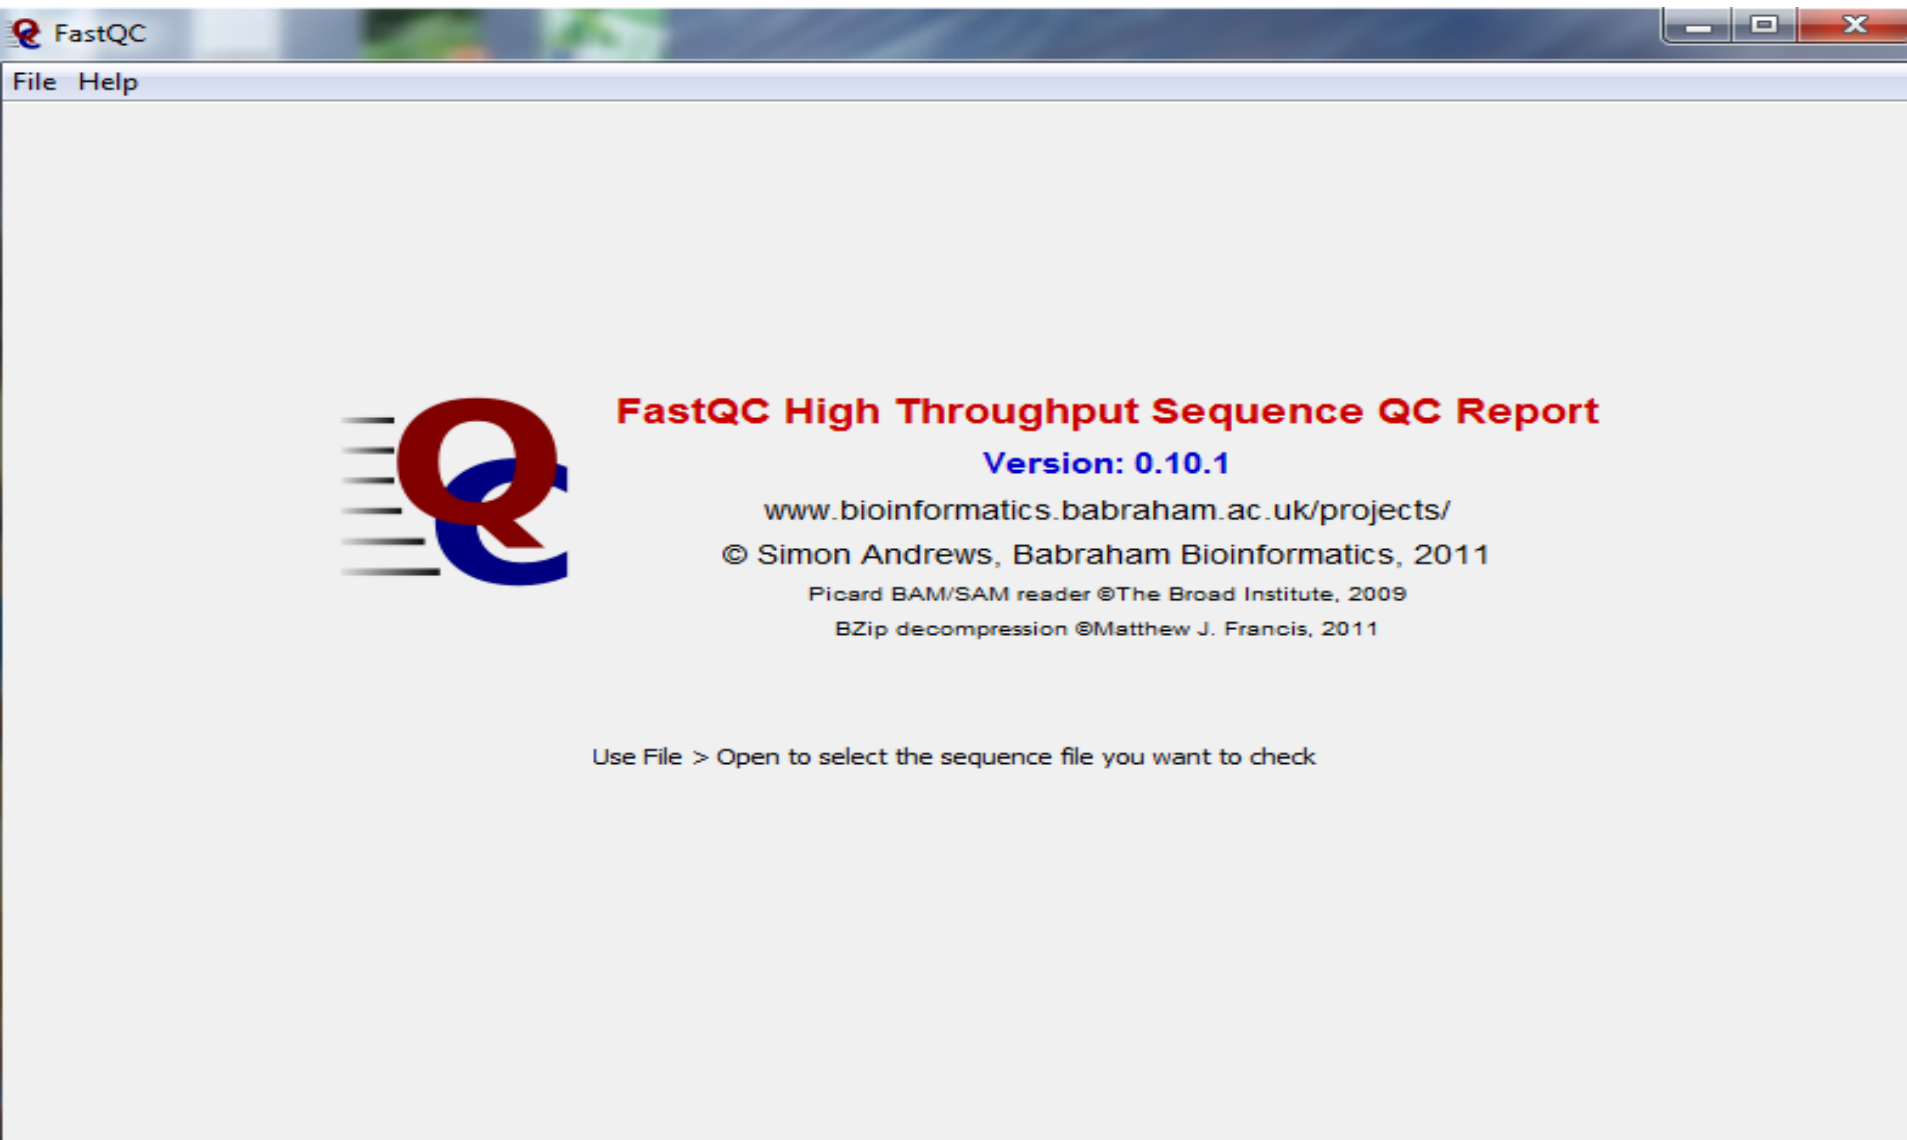 FastQC
File Help
QC
FastQC High Throughput Sequence QC Report
Version: 0.10.1
www.bioinformatics.babraham.ac.uk/projects/
© Simon Andrews, Babraham Bioinformatics, 2011
Picard BAM/SAM reader ©The Broad Institute, 2009
BZip decompression ©Matthew J. Francis, 2011
Use File > Open to select the sequence file you want to check